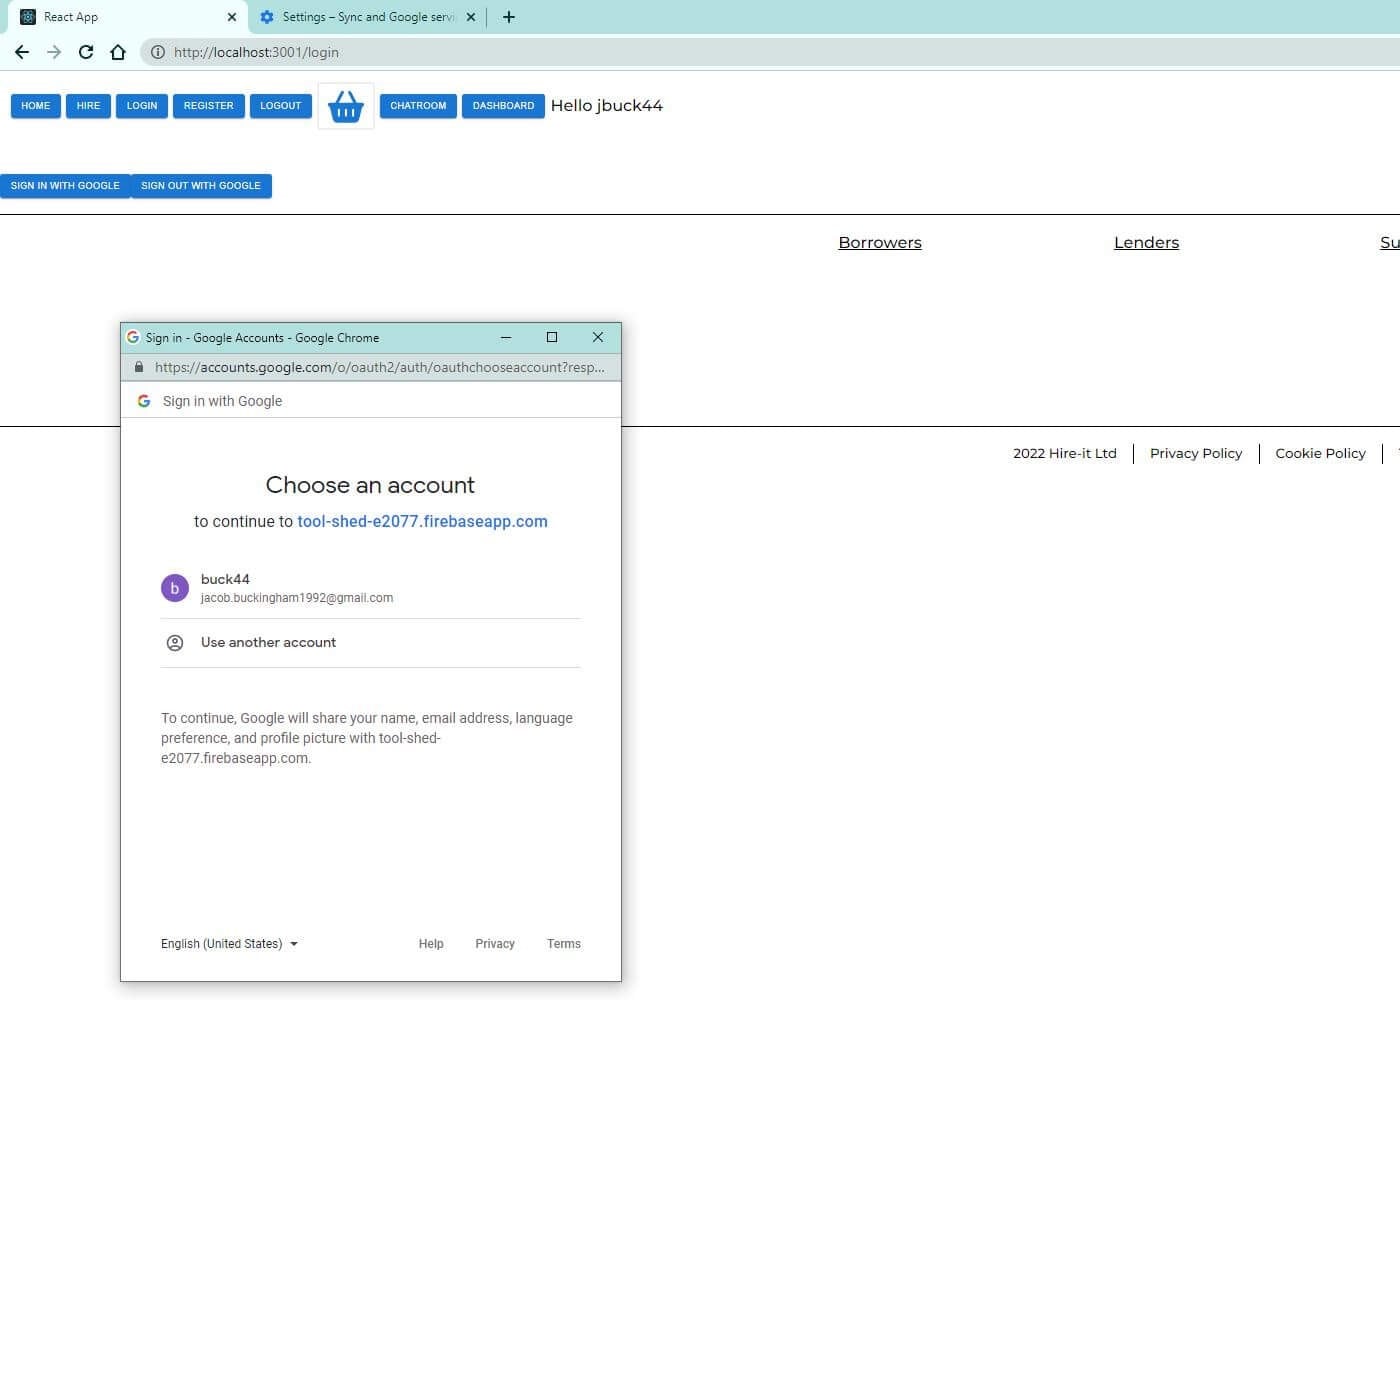 React App
Settings – Sync and Google servi
http://localhost:3001/login
HOME HIRE LOGIN REGISTER LOGOUT CHATROOM DASHBOARD Hello jbuck44
SIGN IN WITH GOOGLE SIGN OUT WITH GOOGLE
Borrowers Lenders Su
Sign in - Google Accounts - Google Chrome
https://accounts.google.com/o/oauth2/auth/oauthchooseaccount?resp...
Sign in with Google
2022 Hire-it Ltd Privacy Policy Cookie Policy
Choose an account
to continue to tool-shed-e2077.firebaseapp.com
b
buck44
jacob.buckingham1992@gmail.com
Use another account
To continue, Google will share your name, email address, language
preference, and profile picture with tool-shed-
e2077.firebaseapp.com.
English (United States) Help Privacy Terms